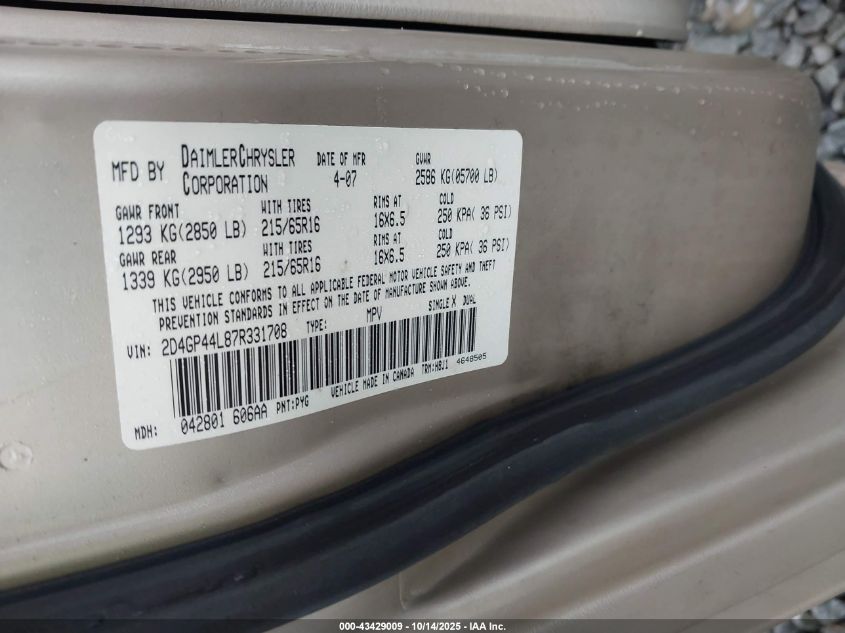 MFD BY DAIMLERCHRYSLER CORPORATION DATE OF MFR 4-07 GVWR 2586 KG(05700 LB)
GAWR FRONT WITH TIRES RIMS AT COLD
1293 KG(2850 LB) 215/65R16 16X6.5 250 KPA( 36 PSI)
GAWR REAR WITH TIRES RIMS AT COLD
1339 KG(2950 LB) 215/65R16 16X6.5 250 KPA( 36 PSI)
THIS VEHICLE CONFORMS TO ALL APPLICABLE FEDERAL MOTOR VEHICLE SAFETY AND THEFT
PREVENTION STANDARDS IN EFFECT ON THE DATE OF MANUFACTURE SHOWN ABOVE.
VIN: 2D4GP44L87R331708 TYPE: MPV SINGLE X DUAL
MDH: 042801 606AA PNT:PYG VEHICLE MADE IN CANADA TRM:H8J1 4648505
000-43429009 | 10/14/2025 - IAA Inc.